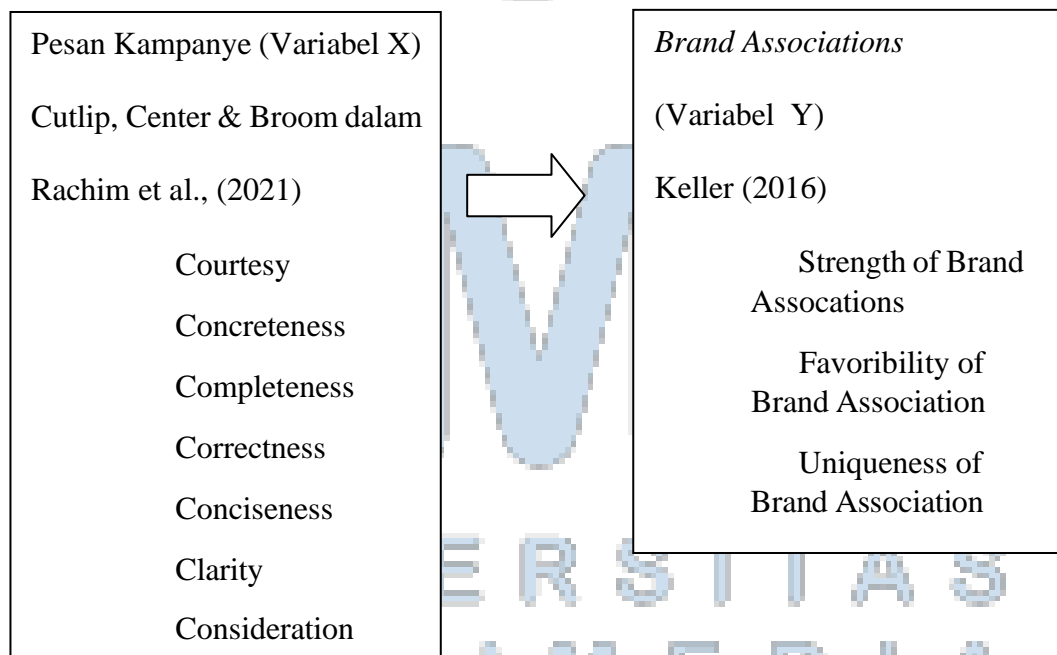 Pesan Kampanye (Variabel X)
Cutlip, Center & Broom dalam
Rachim et al., (2021)
Courtesy
Concreteness
Completeness
Correctness
Conciseness
Clarity
Consideration
Brand Associations
(Variabel Y)
Keller (2016)
Strength of Brand
Assocations
Favoribility of
Brand Association
Uniqueness of
Brand Association
ERSITAS